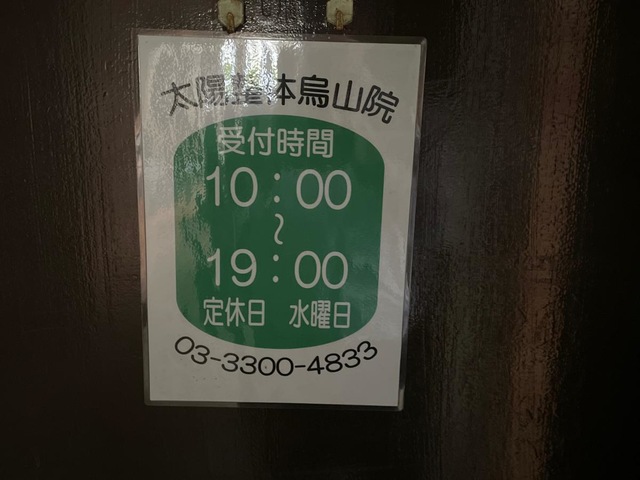 太陽整体烏山院
受付時間
10:00
〜
19:00
定休日 水曜日
03-3300-4833